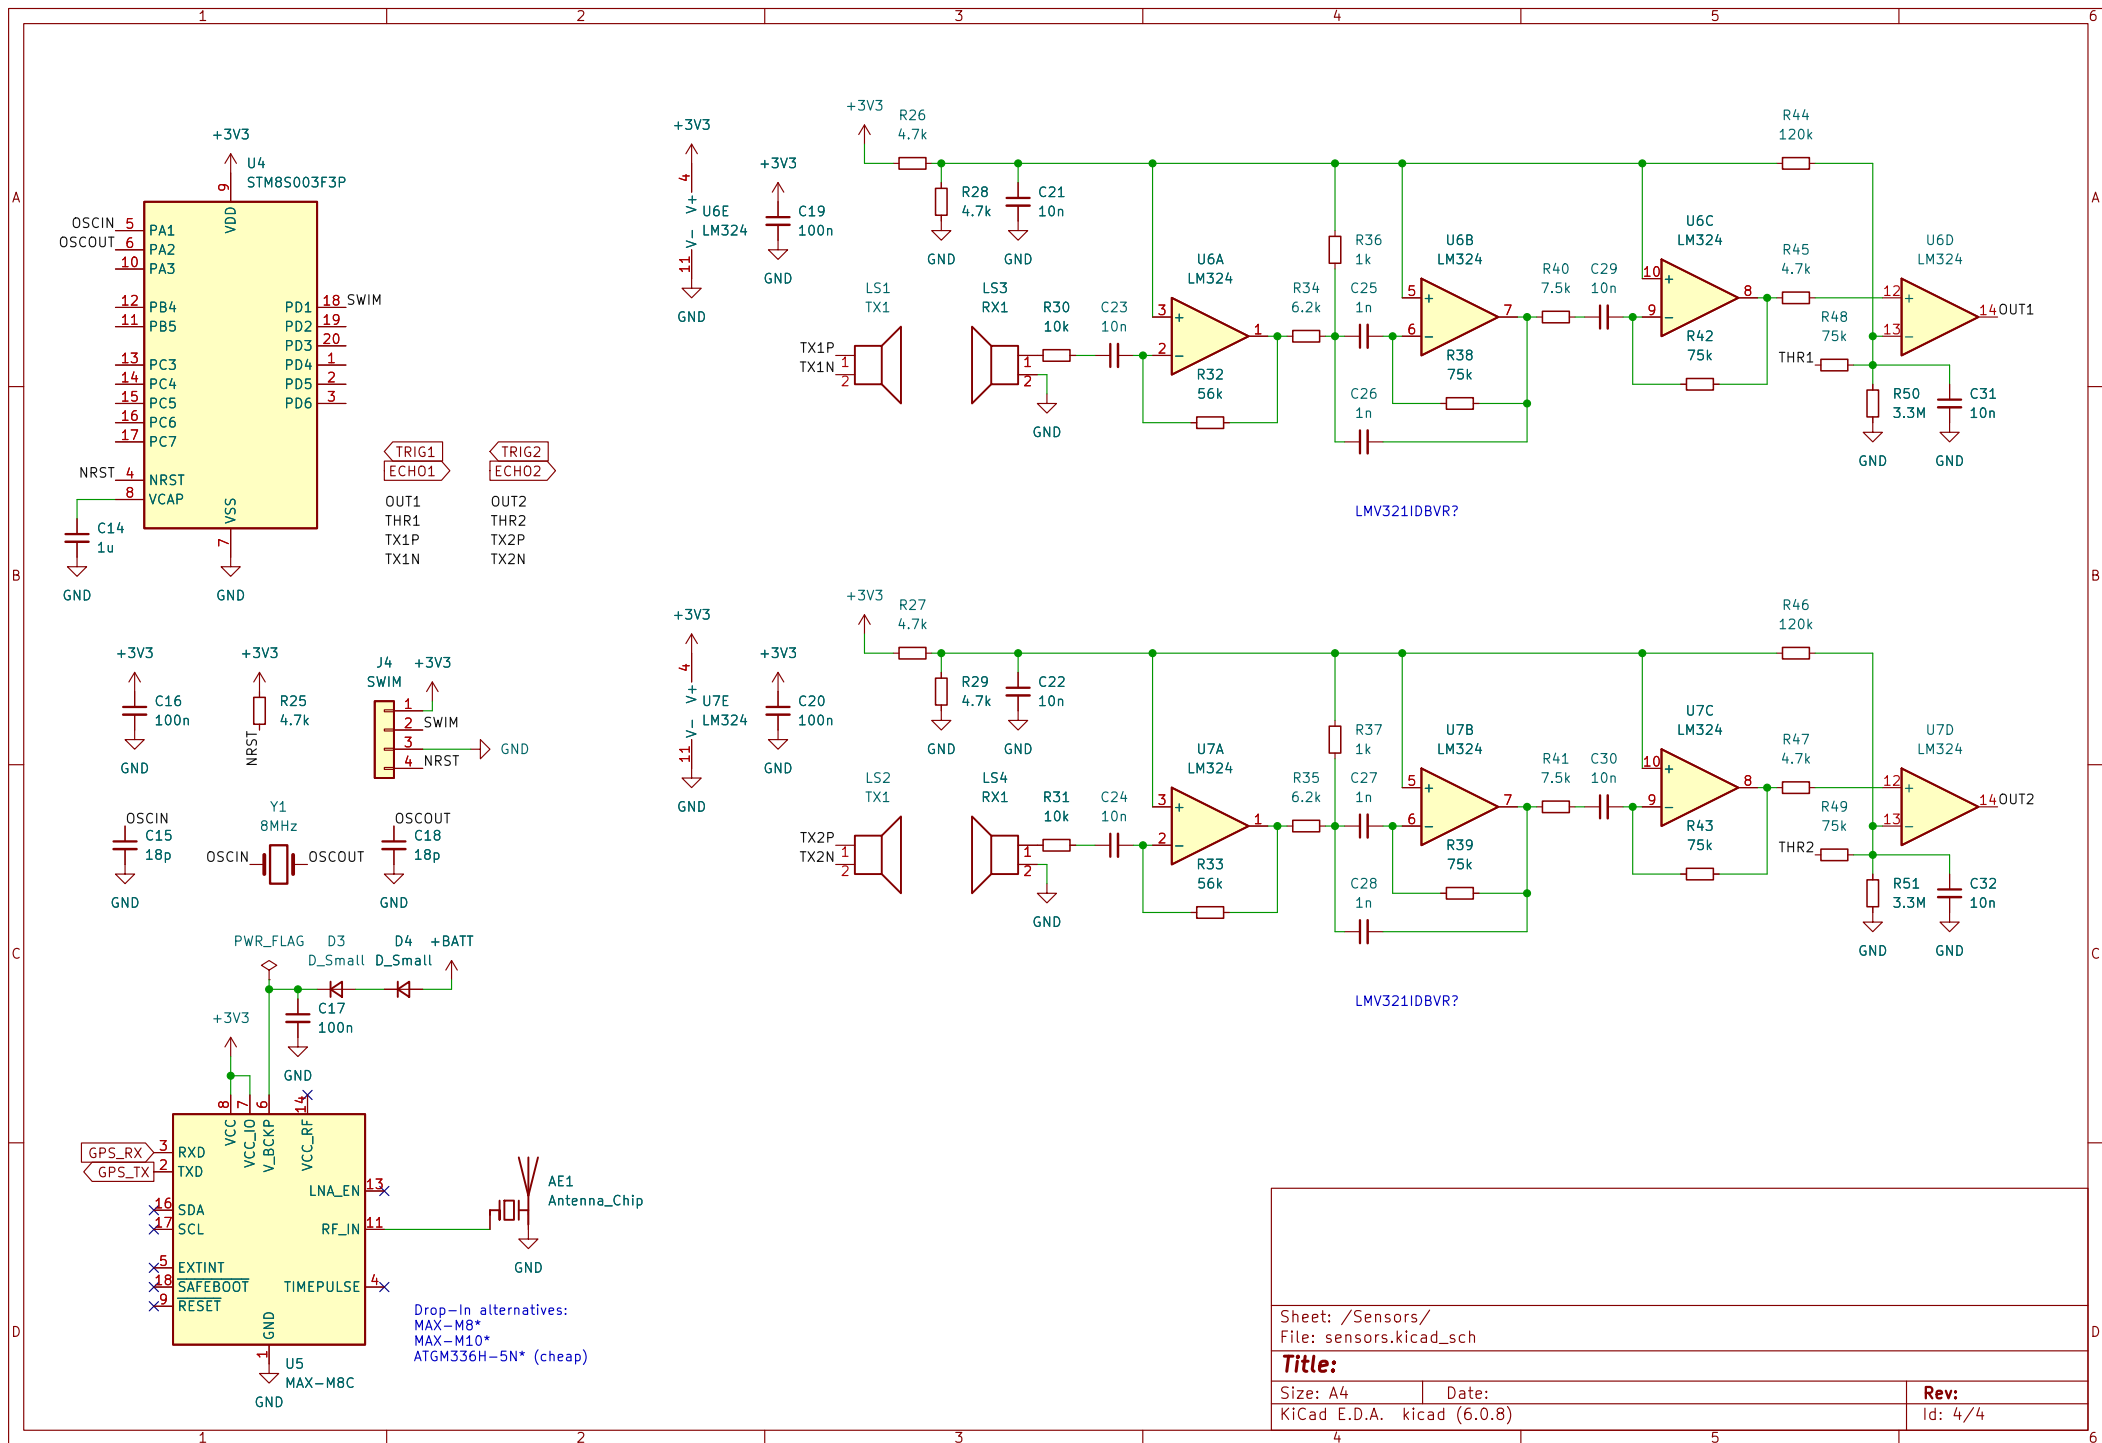 1 2 3 4 5 6
A
B
C
D
+3V3
U4
STM8S003F3P
9
VDD
OSCIN 5 PA1
OSCOUT 6 PA2
10 PA3
12 PB4
11 PB5
13 PC3
14 PC4
15 PC5
16 PC6
17 PC7
NRST 4 NRST
8 VCAP
PD1 18 SWIM
PD2 19
PD3 20
PD4 1
PD5 2
PD6 3
VSS
7
GND
C14
1u
GND
TRIG1
ECHO1
OUT1
THR1
TX1P
TX1N
TRIG2
ECHO2
OUT2
THR2
TX2P
TX2N
+3V3
C16
100n
GND
+3V3
R25
4.7k
NRST
J4
SWIM
+3V3
1
2 SWIM
3 GND
4 NRST
OSCIN
C15
18p
GND
Y1
8MHz
OSCIN OSCOUT
OSCOUT
C18
18p
GND
PWR_FLAG
D3
D_Small
D4
D_Small
+BATT
C17
100n
GND
+3V3
8 VCC
7 VCC_IO
6 V_BCKP
14 VCC_RF
GPS_RX 3 RXD
GPS_TX 2 TXD
16 SDA
17 SCL
5 EXTINT
18 SAFEBOOT
9 RESET
LNA_EN 13
RF_IN 11
TIMEPULSE 4
GND
1
GND
U5
MAX-M8C
AE1
Antenna_Chip
GND
Drop-In alternatives:
MAX-M8*
MAX-M10*
ATGM336H-5N* (cheap)
+3V3
4
V+
U6E
LM324
V-
11
GND
+3V3
C19
100n
GND
+3V3
R26
4.7k
R28
4.7k
GND
C21
10n
GND
LS1
TX1
TX1P 1
TX1N 2
LS3
RX1
1
2
GND
R30
10k
C23
10n
U6A
LM324
3 +
2 -
1
R32
56k
R34
6.2k
R36
1k
C25
1n
C26
1n
U6B
LM324
5 +
6 -
7
R38
75k
R40
7.5k
C29
10n
U6C
LM324
10 +
9 -
8
R42
75k
R44
120k
R45
4.7k
R48
75k
THR1
U6D
LM324
12 +
13 -
14 OUT1
R50
3.3M
GND
C31
10n
GND
LMV321IDBVR?
+3V3
4
V+
U7E
LM324
V-
11
GND
+3V3
C20
100n
GND
+3V3
R27
4.7k
R29
4.7k
GND
C22
10n
GND
LS2
TX1
TX2P 1
TX2N 2
LS4
RX1
1
2
GND
R31
10k
C24
10n
U7A
LM324
3 +
2 -
1
R33
56k
R35
6.2k
R37
1k
C27
1n
C28
1n
U7B
LM324
5 +
6 -
7
R39
75k
R41
7.5k
C30
10n
U7C
LM324
10 +
9 -
8
R43
75k
R46
120k
R47
4.7k
R49
75k
THR2
U7D
LM324
12 +
13 -
14 OUT2
R51
3.3M
GND
C32
10n
GND
LMV321IDBVR?
Sheet: /Sensors/
File: sensors.kicad_sch
Title:
Size: A4 Date: Rev:
KiCad E.D.A. kicad (6.0.8) Id: 4/4
A
B
C
D
1 2 3 4 5 6